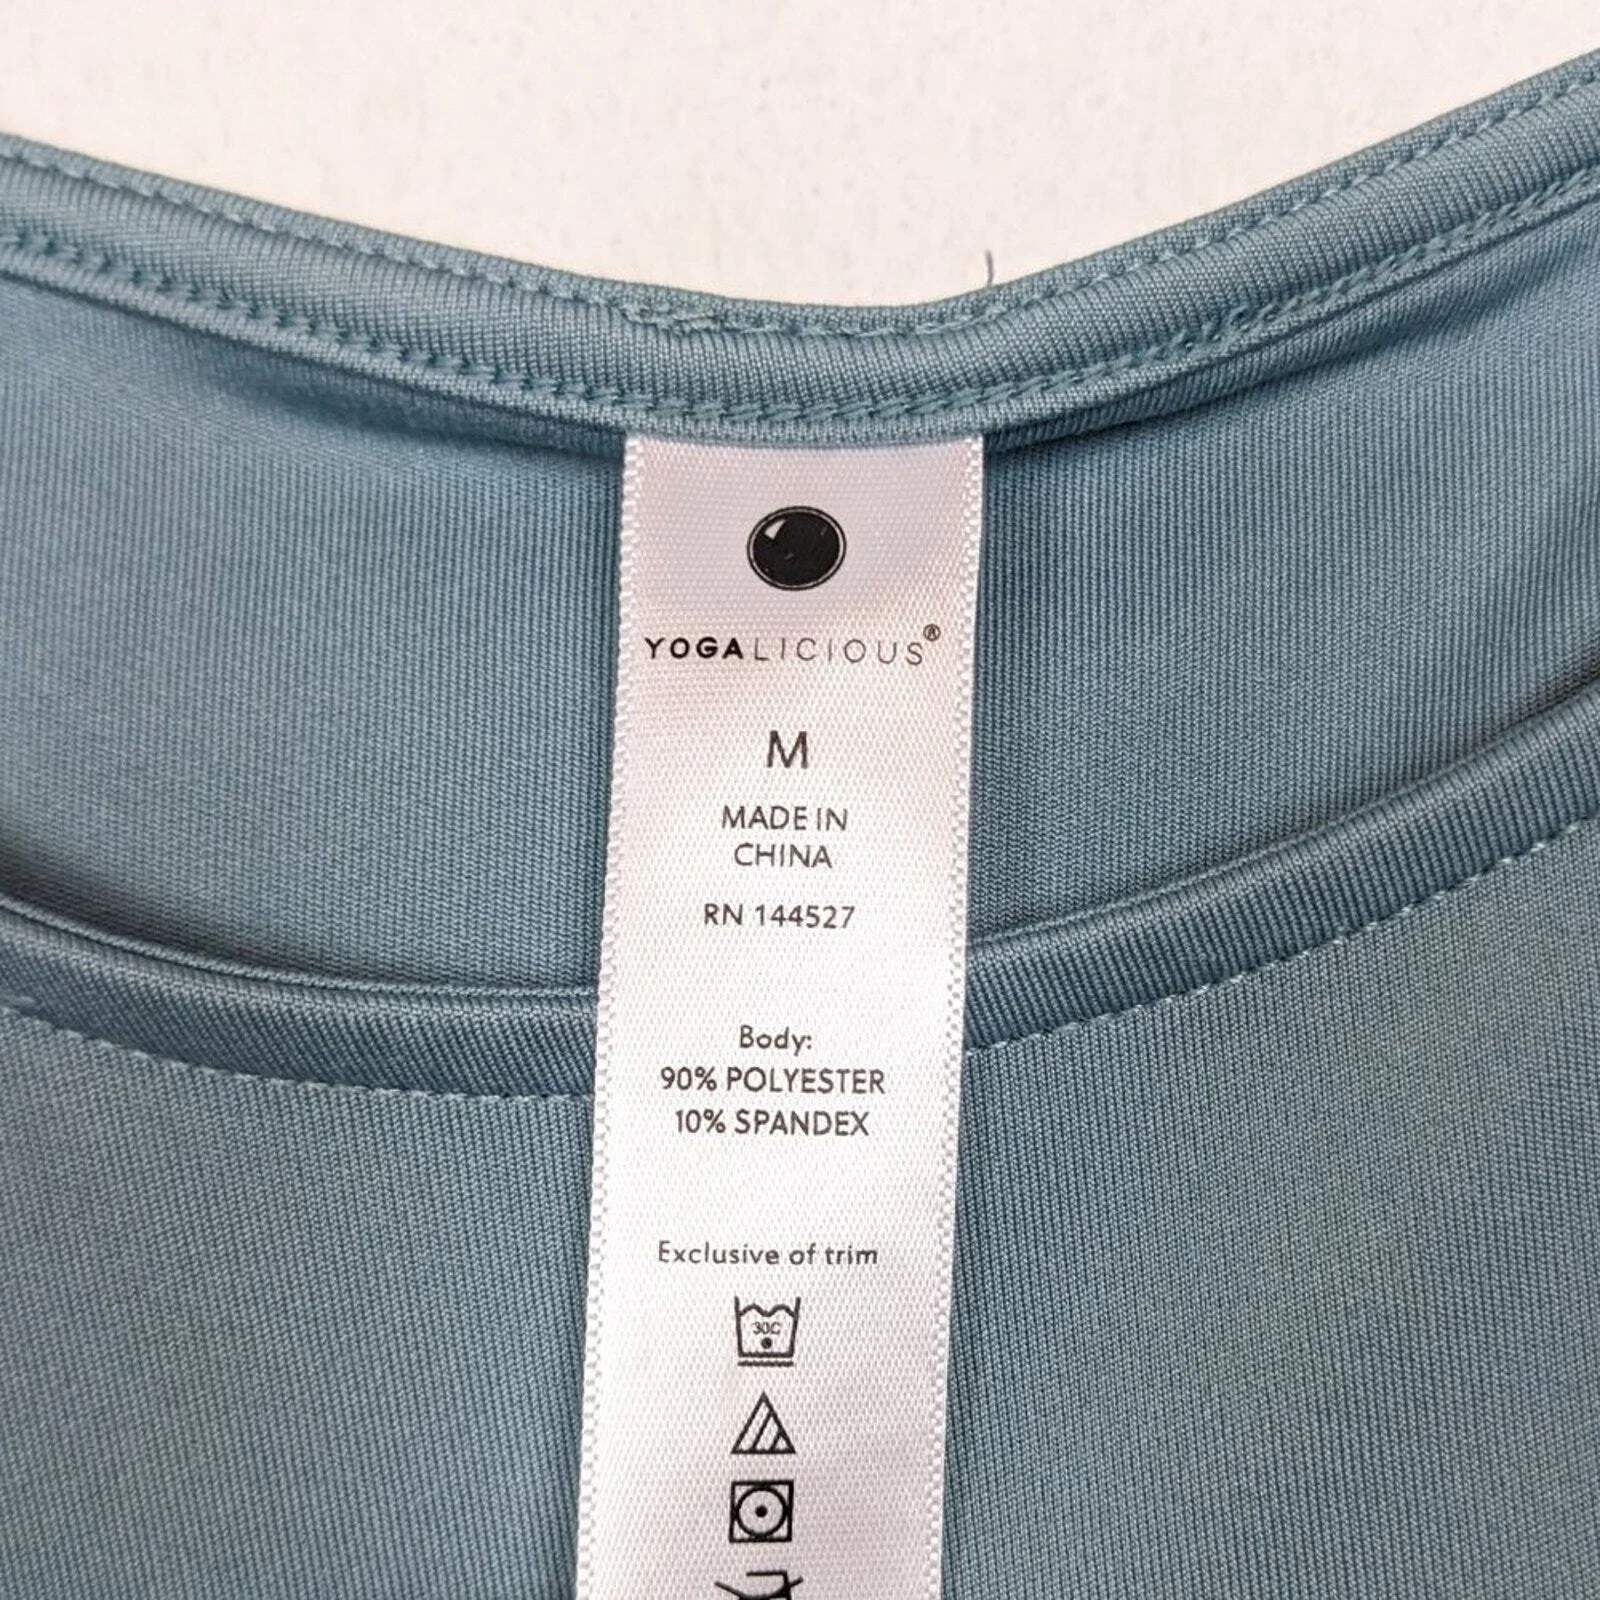 YOGALICIOUS®
M
MADE IN
CHINA
RN 144527
Body:
90% POLYESTER
10% SPANDEX
Exclusive of trim
30C